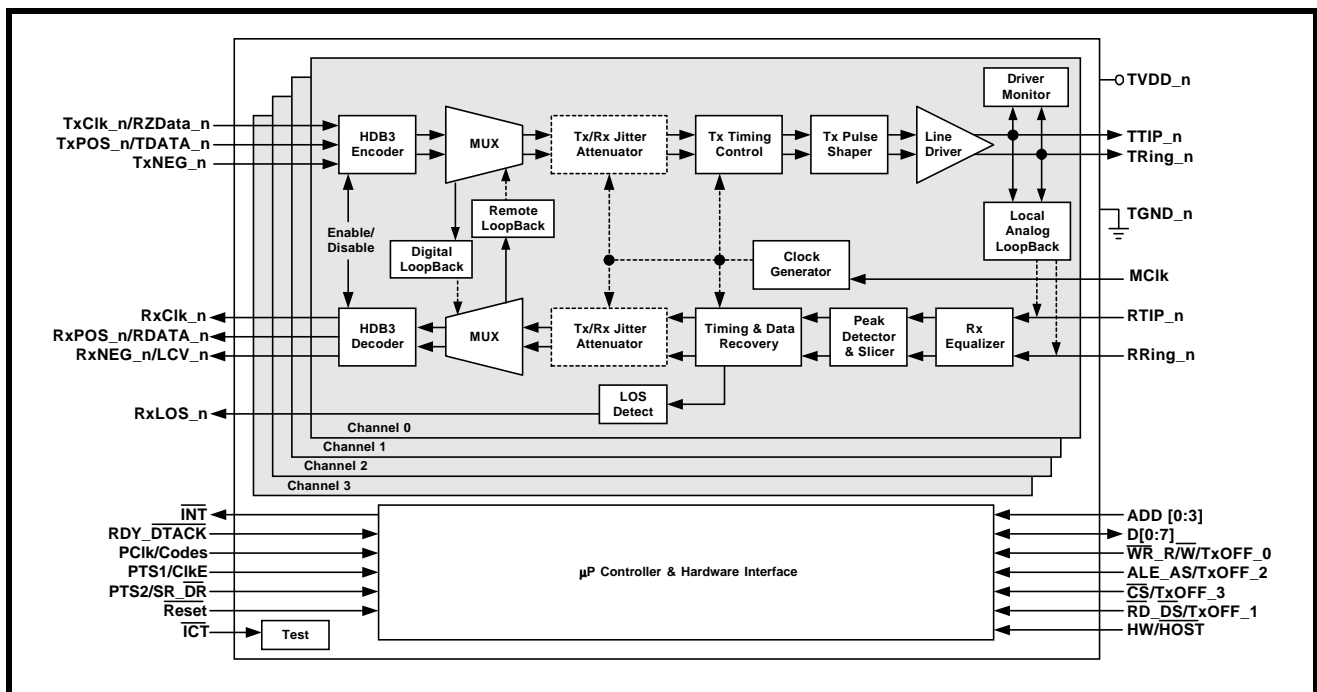 TVDD_n
Driver
Monitor
TxClk_n/RZData_n
TxPOS_n/TDATA_n
TxNEG_n
HDB3
Encoder
MUX
Tx/Rx Jitter
Attenuator
Tx Timing
Control
Tx Pulse
Shaper
Line
Driver
TTIP_n
TRing_n
Enable/
Disable
Digital
LoopBack
Remote
LoopBack
Local
Analog
LoopBack
TGND_n
Clock
Generator
MClk
RxClk_n
RxPOS_n/RDATA_n
RxNEG_n/LCV_n
HDB3
Decoder
MUX
Tx/Rx Jitter
Attenuator
Timing & Data
Recovery
Peak
Detector
& Slicer
Rx
Equalizer
RTIP_n
RRing_n
RxLOS_n
LOS
Detect
Channel 0
Channel 1
Channel 2
Channel 3
INT
RDY_DTACK
PClk/Codes
PTS1/ClkE
PTS2/SR_DR
Reset
ICT
Test
µP Controller & Hardware Interface
ADD [0:3]
D[0:7]
WR_R/W/TxOFF_0
ALE_AS/TxOFF_2
CS/TxOFF_3
RD_DS/TxOFF_1
HW/HOST